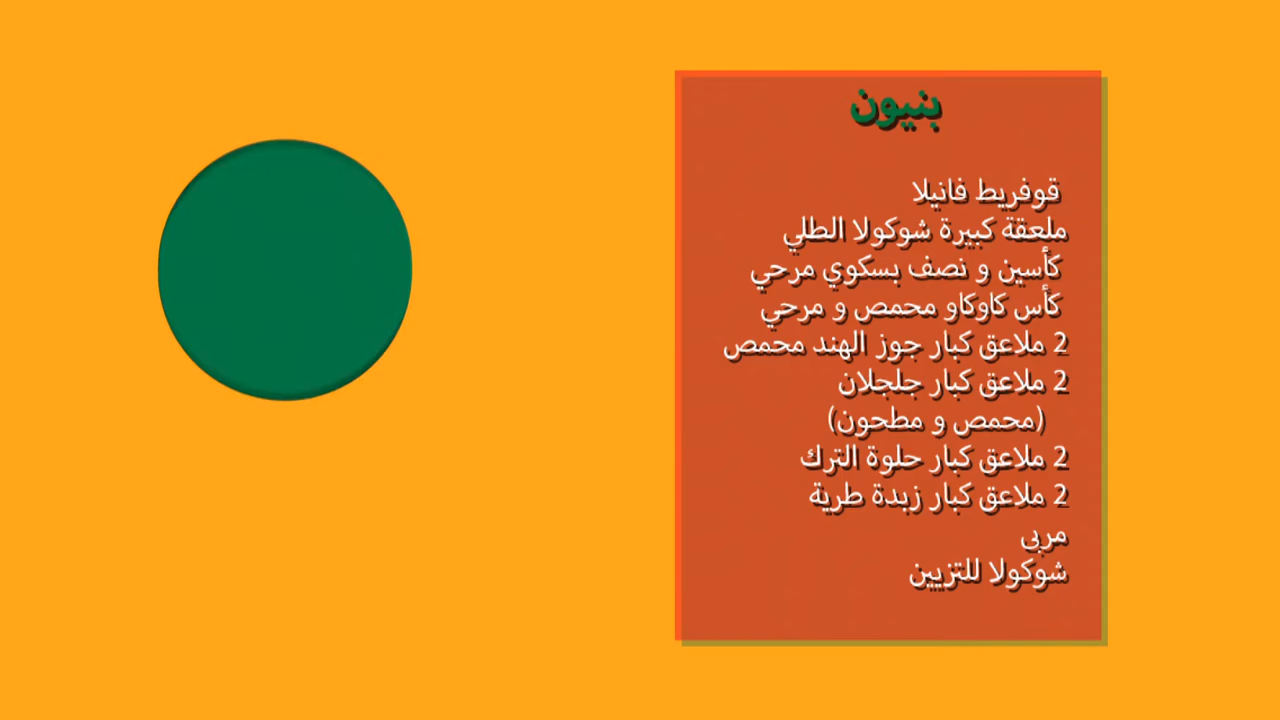 بنيون
قوفريط فانيلا
ملعقة كبيرة شوكولا الطلي
كأسين و نصف بسكوي مرحي
كأس كاوكاو محمص و مرحي
2 ملاعق كبار جوز الهند محمص
2 ملاعق كبار جلجلان
(محمص و مطحون)
2 ملاعق كبار حلوة الترك
2 ملاعق كبار زبدة طرية
مربى
شوكولا للتزيين